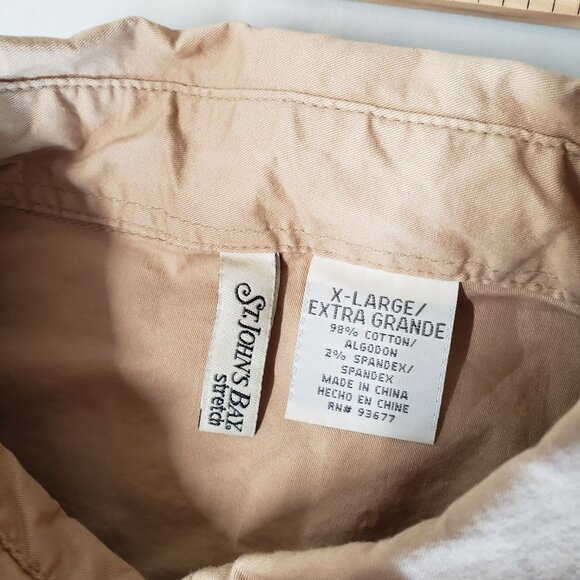 ST. JOHN'S BAY®
stretch
X-LARGE/
EXTRA GRANDE
98% COTTON/
ALGODON
2% SPANDEX/
SPANDEX
MADE IN CHINA
HECHO EN CHINE
RN# 93677